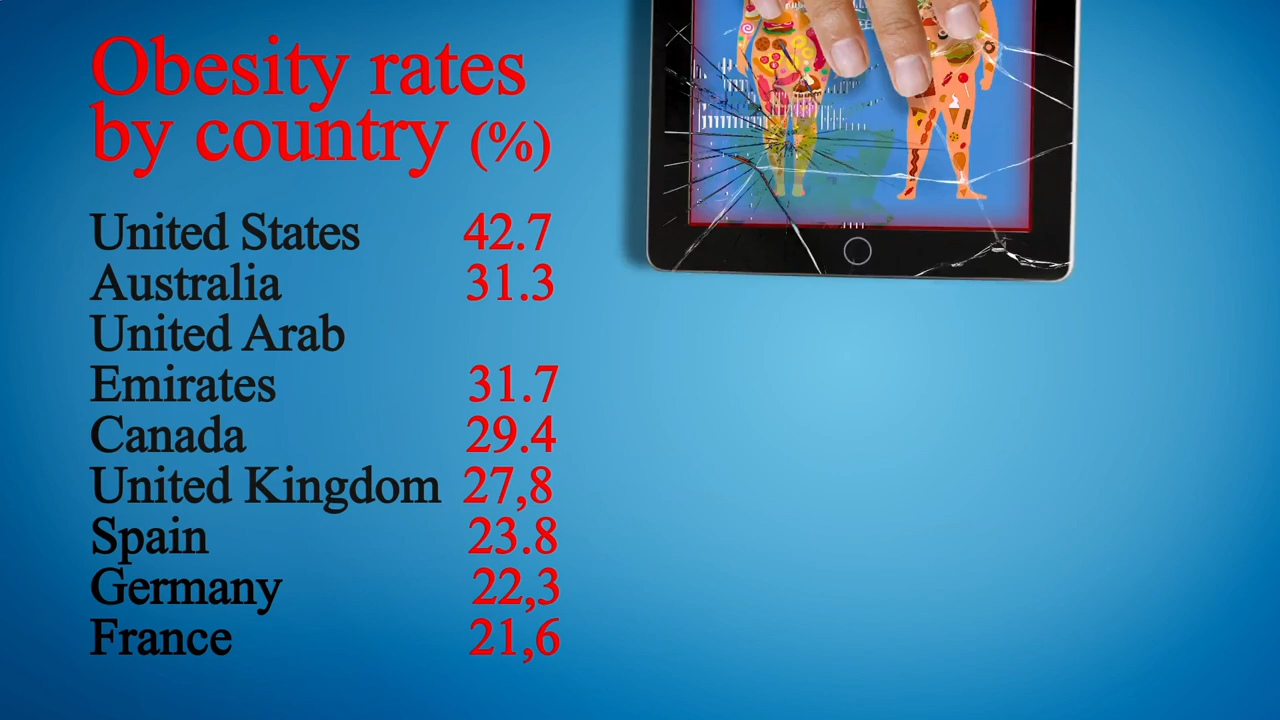 Obesity rates
by country (%)
United States 42.7
Australia 31.3
United Arab
Emirates 31.7
Canada 29.4
United Kingdom 27,8
Spain 23.8
Germany 22,3
France 21,6